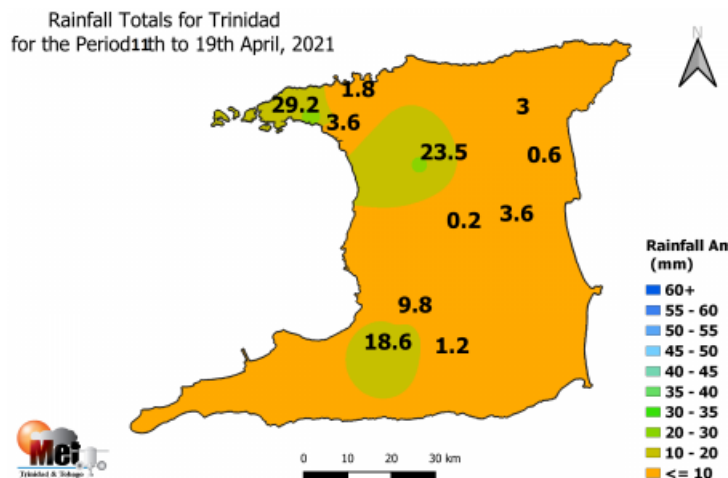 Rainfall Totals for Trinidad
for the Period11th to 19th April, 2021
N
1.8
29.2
3.6
3
23.5
0.6
0.2
3.6
9.8
18.6
1.2
Rainfall An
(mm)
60+
55 - 60
50 - 55
45 - 50
40 - 45
35 - 40
30 - 35
20 - 30
10 - 20
<= 10
Met
Trinidad & Tobago
0 10 20 30 km